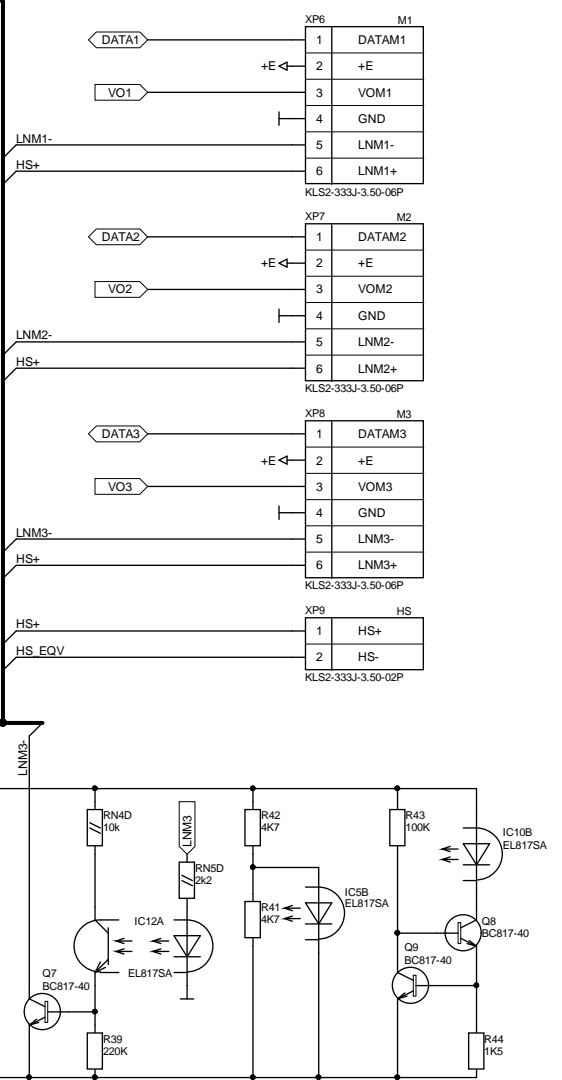 XP6 M1
DATA1 1 DATAM1
+E 2 +E
VO1 3 VOM1
4 GND
LNM1- 5 LNM1-
HS+ 6 LNM1+
KLS2-333J-3.50-06P
XP7 M2
DATA2 1 DATAM2
+E 2 +E
VO2 3 VOM2
4 GND
LNM2- 5 LNM2-
HS+ 6 LNM2+
KLS2-333J-3.50-06P
XP8 M3
DATA3 1 DATAM3
+E 2 +E
VO3 3 VOM3
4 GND
LNM3- 5 LNM3-
HS+ 6 LNM3+
KLS2-333J-3.50-06P
XP9 HS
HS+ 1 HS+
HS_EQV 2 HS-
KLS2-333J-3.50-02P
LNM3-
RN4D
10k
LNM3
RN5D
2k2
R42
4K7
R43
100K
IC10B
EL817SA
IC12A
EL817SA
R41
4K7
IC5B
EL817SA
Q8
BC817-40
Q9
BC817-40
Q7
BC817-40
R39
220K
R44
1K5